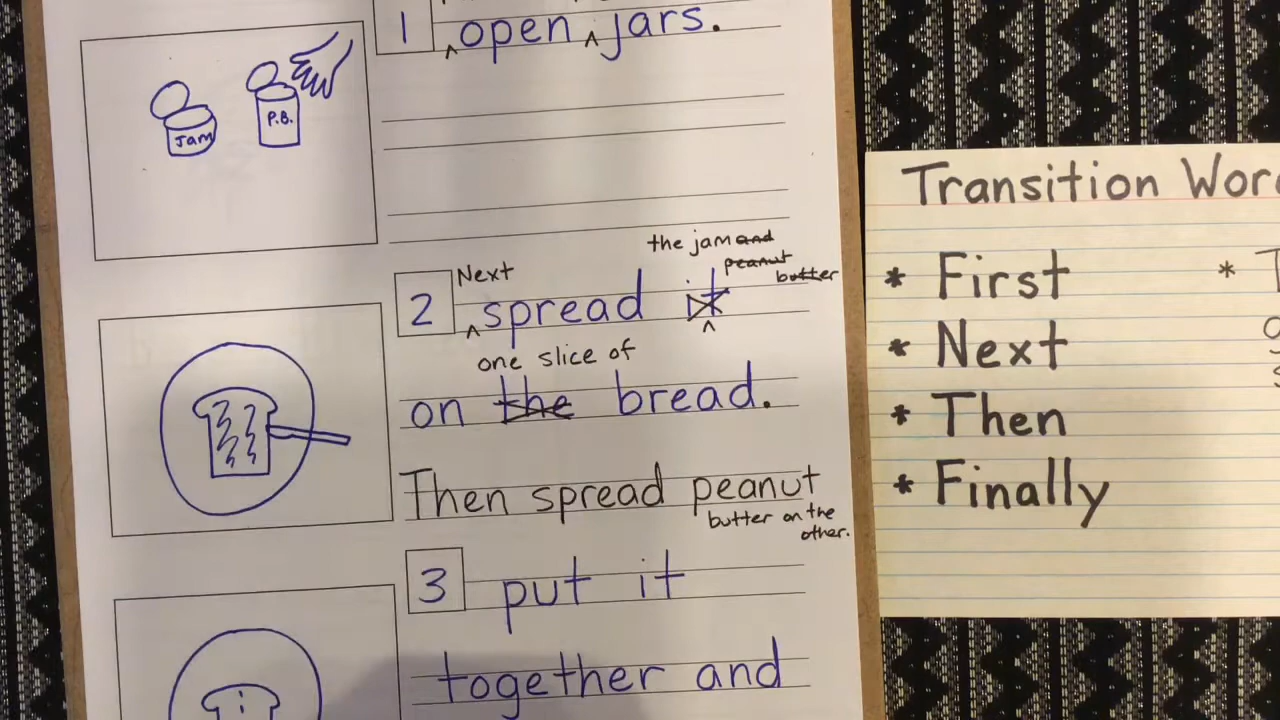 1 ^open ^jars.
Jam
P.B.
the jam and
peanut
butter
Next
2 ^spread it
^
one slice of
on the bread.
Then spread peanut
butter on the
other.
3 put it
together and
Transition
* First
* Next
* Then
* Finally
*